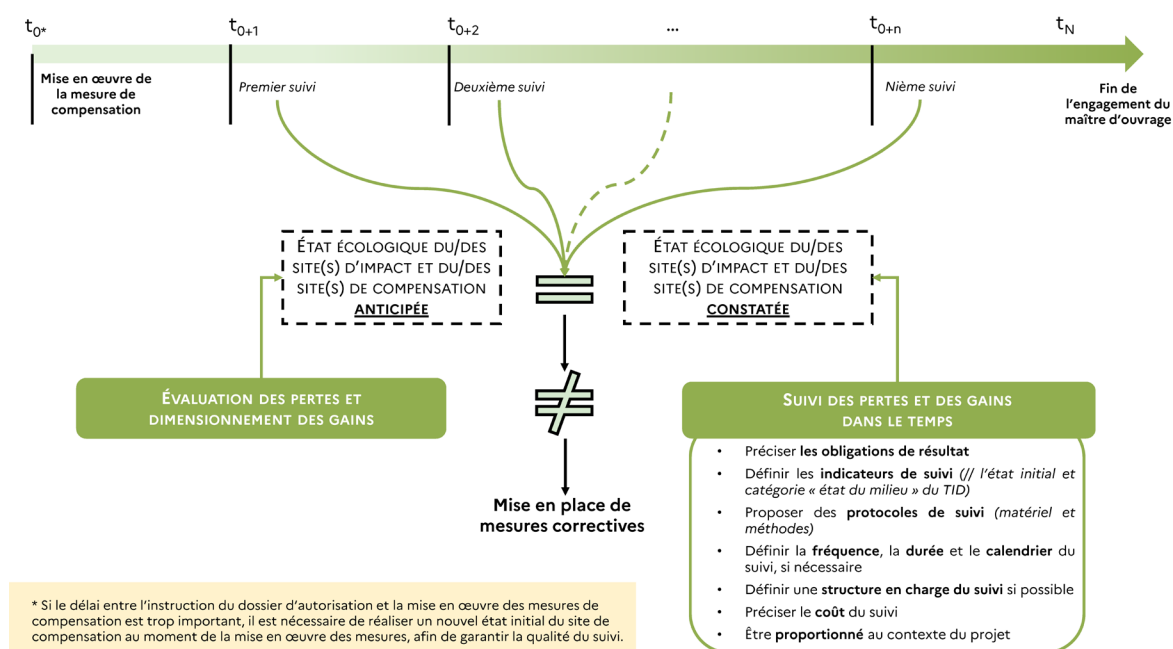 t0*
t0+1
t0+2
...
t0+n
tN
Mise en œuvre de
la mesure de
compensation
Premier suivi
Deuxième suivi
Nième suivi
Fin de
l'engagement du
maître d'ouvrage
ÉTAT ÉCOLOGIQUE DU/DES
SITE(S) D'IMPACT ET DU/DES
SITE(S) DE COMPENSATION
ANTICIPÉE
ÉTAT ÉCOLOGIQUE DU/DES
SITE(S) D'IMPACT ET DU/DES
SITE(S) DE COMPENSATION
CONSTATÉE
ÉVALUATION DES PERTES ET
DIMENSIONNEMENT DES GAINS
SUIVI DES PERTES ET DES GAINS
DANS LE TEMPS
• Préciser les obligations de résultat
• Définir les indicateurs de suivi (// l'état initial et
catégorie « état du milieu » du TID)
• Proposer des protocoles de suivi (matériel et
méthodes)
• Définir la fréquence, la durée et le calendrier du
suivi, si nécessaire
• Définir une structure en charge du suivi si possible
• Préciser le coût du suivi
• Être proportionné au contexte du projet
Mise en place de
mesures correctives
* Si le délai entre l'instruction du dossier d'autorisation et la mise en œuvre des mesures de
compensation est trop important, il est nécessaire de réaliser un nouvel état initial du site de
compensation au moment de la mise en œuvre des mesures, afin de garantir la qualité du suivi.